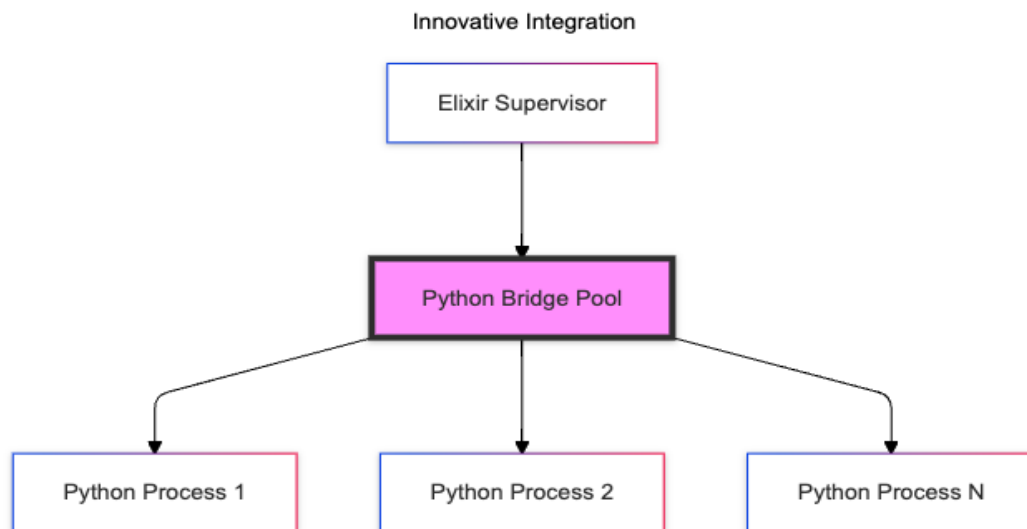 Innovative Integration
Elixir Supervisor
Python Bridge Pool
Python Process 1
Python Process 2
Python Process N